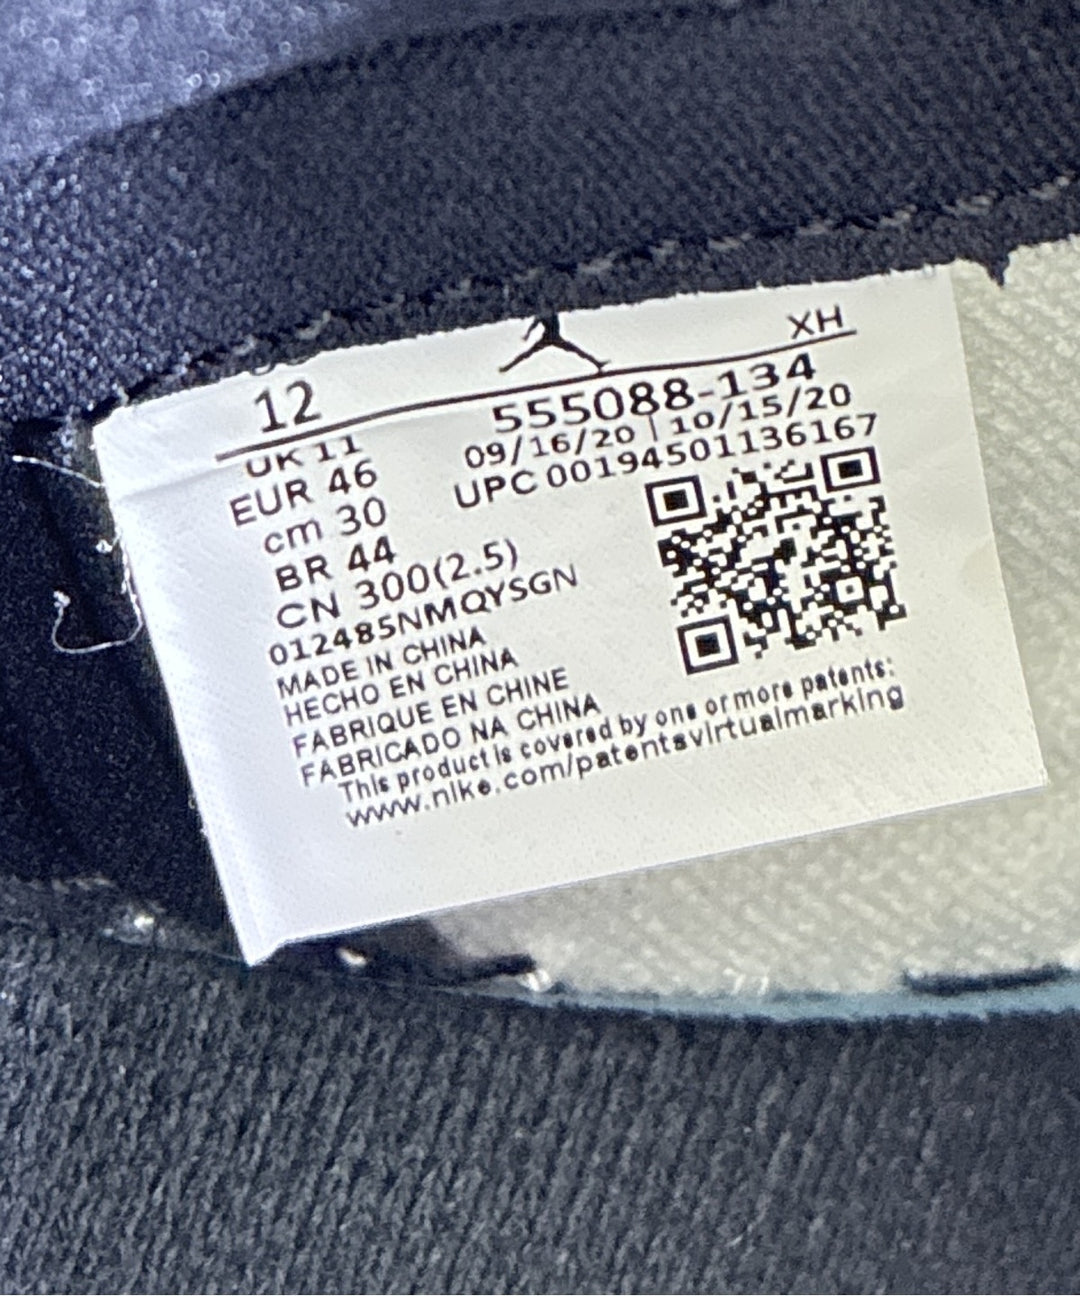 12 XH
UK 11 555088-134
EUR 46 09/16/20 | 10/15/20
cm 30 UPC 00194501136167
BR 44
CN 300(2.5)
012485NMQYSGN
MADE IN CHINA
HECHO EN CHINA
FABRIQUE EN CHINE
FABRICADO NA CHINA
This product is covered by one or more patents:
www.nike.com/patentsvirtualmarking